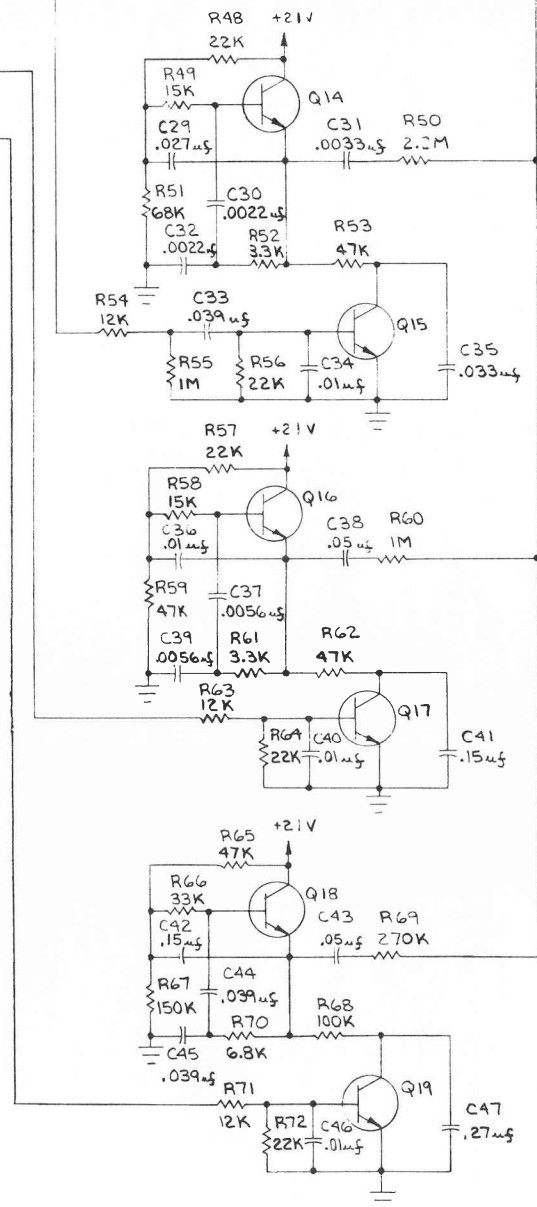 R48
+21V
22K
R49
15K
Q14
C29
.027uf
C31
.0033uf
R50
R51
68K
C30
.0022uf
C32
.0022uf
R52
3.3K
R53
47K
R54
12K
C33
.039uf
Q15
R55
1M
R56
22K
C34
.01uf
C35
.033uf
R57
+21V
22K
R58
15K
Q16
C36
.01uf
C38
.05uf
R60
1M
R59
47K
C37
.0056uf
C39
.0056uf
R61
3.3K
R62
47K
R63
12K
Q17
R64
22K
C40
.01uf
C41
.15uf
+21V
R65
47K
R66
33K
Q18
C42
.15uf
C43
.05uf
R69
270K
R67
150K
C44
.039uf
R70
6.8K
R68
100K
C45
.039uf
R71
12K
Q19
R72
22K
C46
.01uf
C47
.27uf